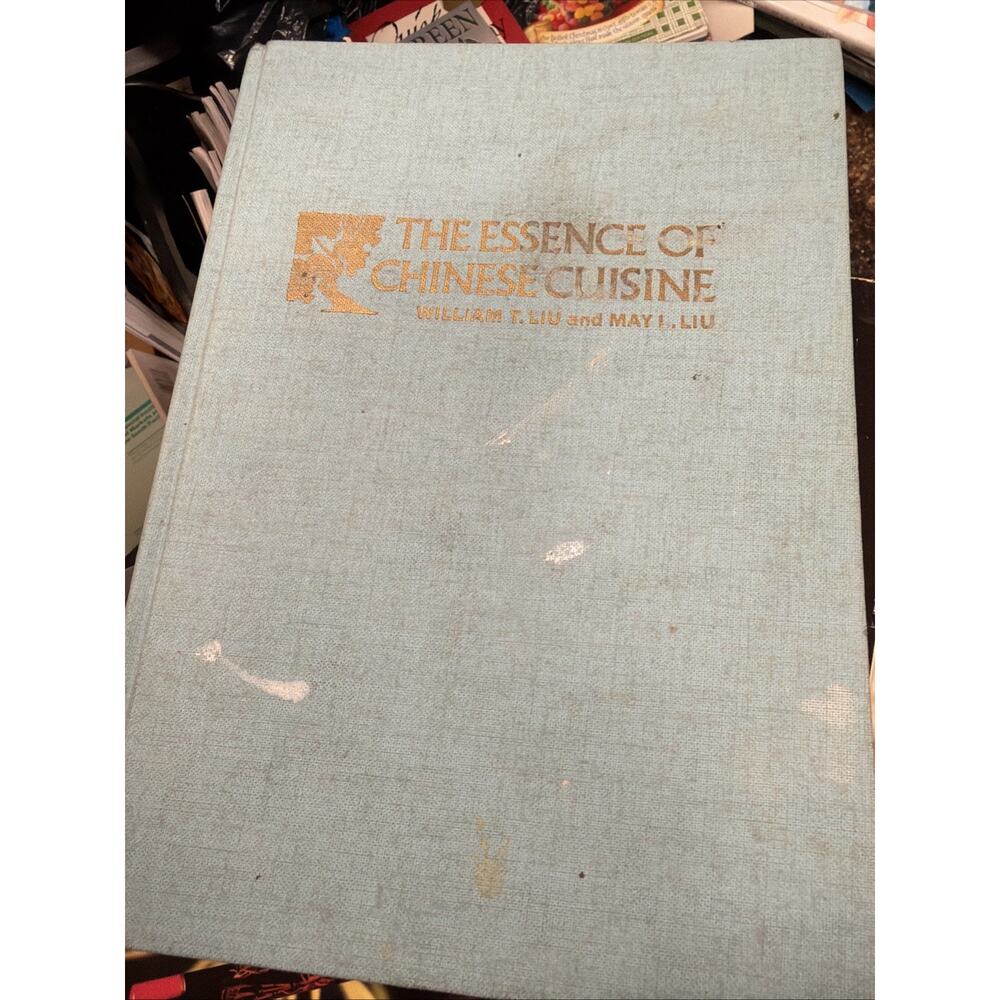 THE ESSENCE OF
CHINESE CUISINE
WILLIAM T. LIU and MAY L. LIU